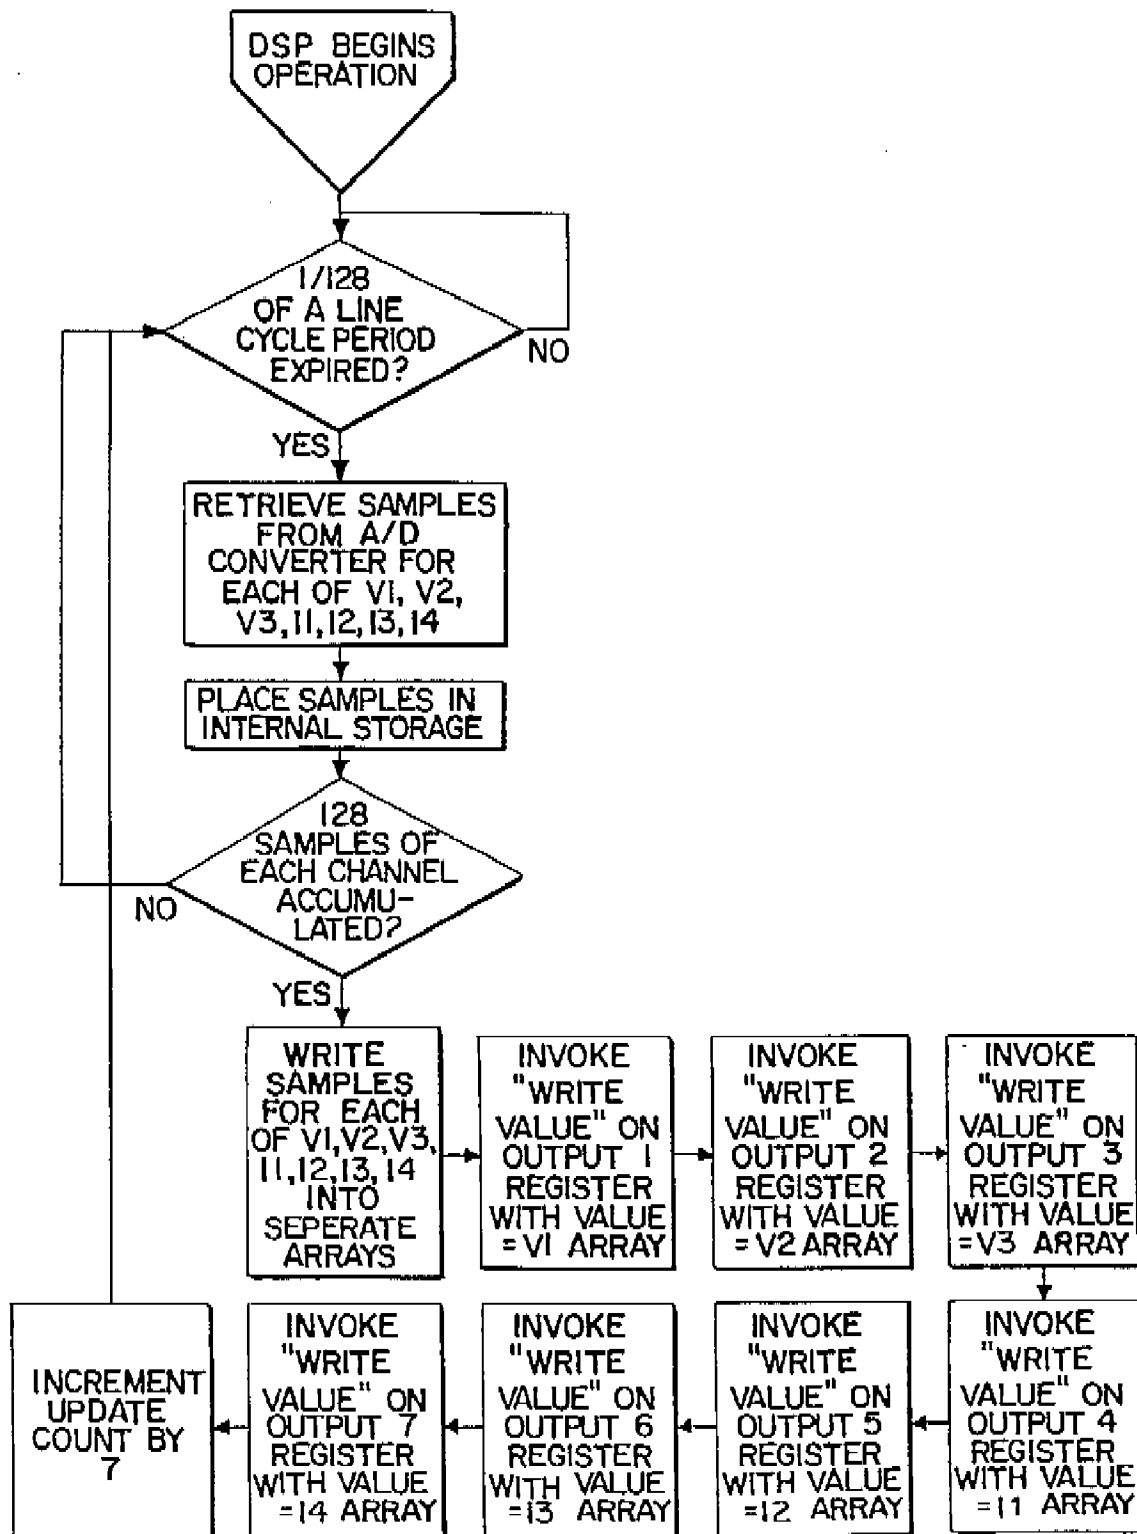 DSP BEGINS
OPERATION
1/128
OF A LINE
CYCLE PERIOD
EXPIRED?
NO
YES
RETRIEVE SAMPLES
FROM A/D
CONVERTER FOR
EACH OF V1, V2,
V3, I1, I2, I3, I4
PLACE SAMPLES IN
INTERNAL STORAGE
128
SAMPLES OF
EACH CHANNEL
ACCUMU-
LATED?
NO
YES
WRITE
SAMPLES
FOR EACH
OF V1, V2, V3,
I1, I2, I3, I4
INTO
SEPERATE
ARRAYS
INVOKE
"WRITE
VALUE" ON
OUTPUT 1
REGISTER
WITH VALUE
=V1 ARRAY
INVOKE
"WRITE
VALUE" ON
OUTPUT 2
REGISTER
WITH VALUE
=V2 ARRAY
INVOKE
"WRITE
VALUE" ON
OUTPUT 3
REGISTER
WITH VALUE
=V3 ARRAY
INVOKE
"WRITE
VALUE" ON
OUTPUT 4
REGISTER
WITH VALUE
=I1 ARRAY
INVOKE
"WRITE
VALUE" ON
OUTPUT 5
REGISTER
WITH VALUE
=I2 ARRAY
INVOKE
"WRITE
VALUE" ON
OUTPUT 6
REGISTER
WITH VALUE
=I3 ARRAY
INVOKE
"WRITE
VALUE" ON
OUTPUT 7
REGISTER
WITH VALUE
=I4 ARRAY
INCREMENT
UPDATE
COUNT BY
7